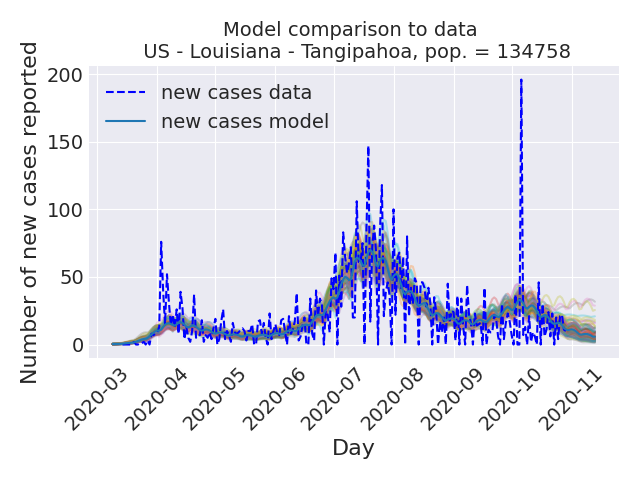 Model comparison to data
US - Louisiana - Tangipahoa, pop. = 134758
Number of new cases reported
200
150
100
50
0
new cases data
new cases model
2020-03
2020-04
2020-05
2020-06
2020-07
2020-08
2020-09
2020-10
2020-11
Day